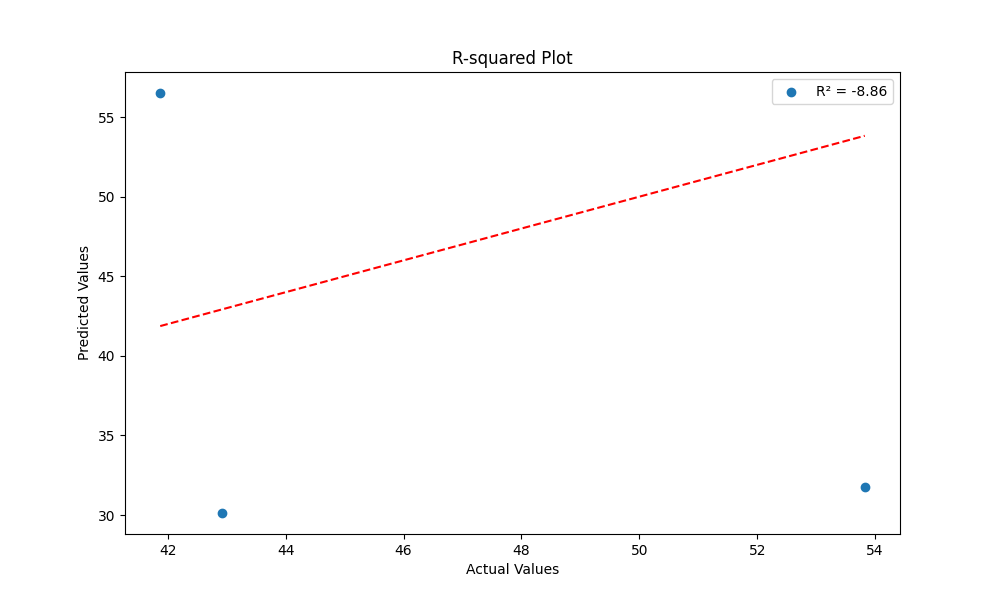 R-squared Plot
R² = -8.86
Predicted Values
55
50
45
40
35
30
42 44 46 48 50 52 54
Actual Values